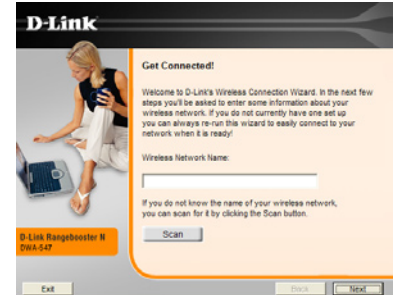 D-Link
Get Connected!
Welcome to D-Link's Wireless Connection Wizard. In the next few
steps you'll be asked to enter some information about your
wireless network. If you do not currently have one set up
you can always re-run this wizard to easily connect to your
network when it is ready!
Wireless Network Name:
If you do not know the name of your wireless network,
you can scan for it by clicking the Scan button.
Scan
D-Link Rangebooster N
DWA-547
Exit
Back
Next